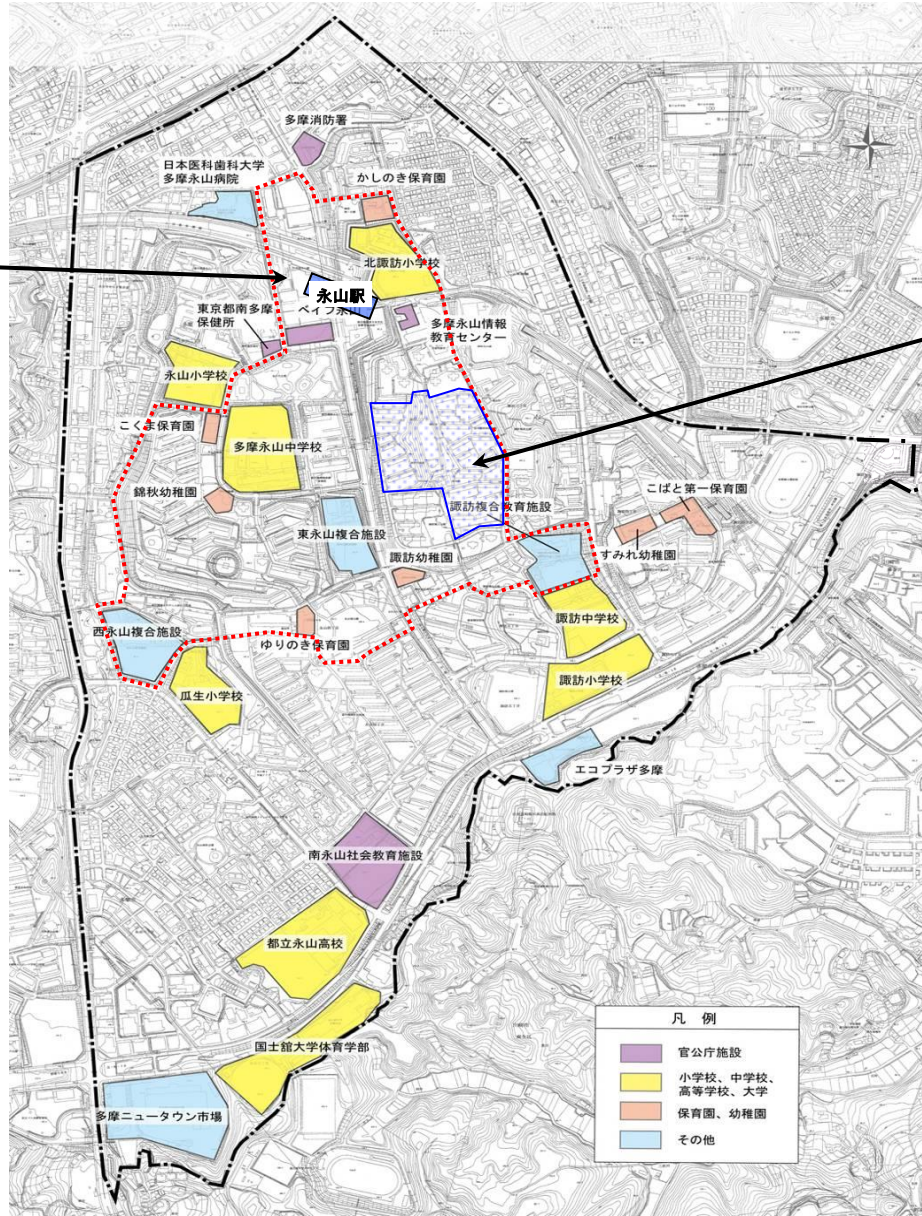 多摩消防署
日本医科歯科大学
多摩永山病院
かしのき保育園
北諏訪小学校
永山駅
東京都南多摩
保健所
多摩永山情報
教育センター
永山小学校
こぐま保育園
多摩永山中学校
錦秋幼稚園
諏訪複合教育施設
こばと第一保育園
東永山複合施設
すみれ幼稚園
諏訪幼稚園
諏訪中学校
西永山複合施設
ゆりのき保育園
諏訪小学校
瓜生小学校
エコプラザ多摩
南永山社会教育施設
都立永山高校
国士舘大学体育学部
多摩ニュータウン市場
凡 例
官公庁施設
小学校、中学校、
高等学校、大学
保育園、幼稚園
その他